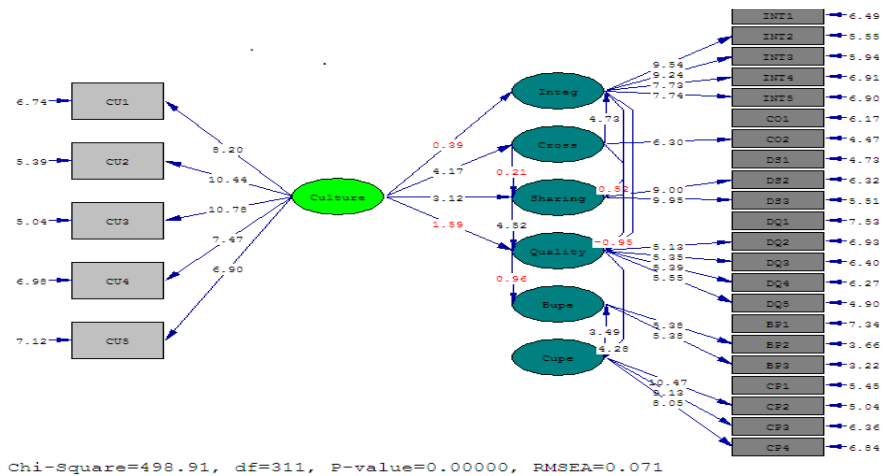 6.74 CU1
5.39 CU2
5.04 CU3
6.98 CU4
7.12 CU5
8.20
10.44
10.78
7.47
6.90
Culture
0.39
4.17
3.12
1.59
Integ
4.73
Cross
0.21
0.52
Sharing
4.52
-0.95
Quality
0.96
Bupe
3.49
4.28
Cupe
9.54
9.24
7.73
7.74
6.30
9.00
9.95
5.13
5.35
5.39
5.55
5.38
5.38
10.47
8.05
INT1 6.49
INT2 5.55
INT3 5.94
INT4 6.91
INT5 6.90
CO1 6.17
CO2 4.47
DS1 4.73
DS2 6.32
DS3 5.51
DQ1 7.53
DQ2 6.93
DQ3 6.40
DQ4 6.27
DQ5 4.90
BP1 7.34
BP2 3.66
BP3 3.22
CP1 5.45
CP2 5.04
CP3 6.36
CP4 6.84
Chi-Square=498.91, df=311, P-value=0.00000, RMSEA=0.071